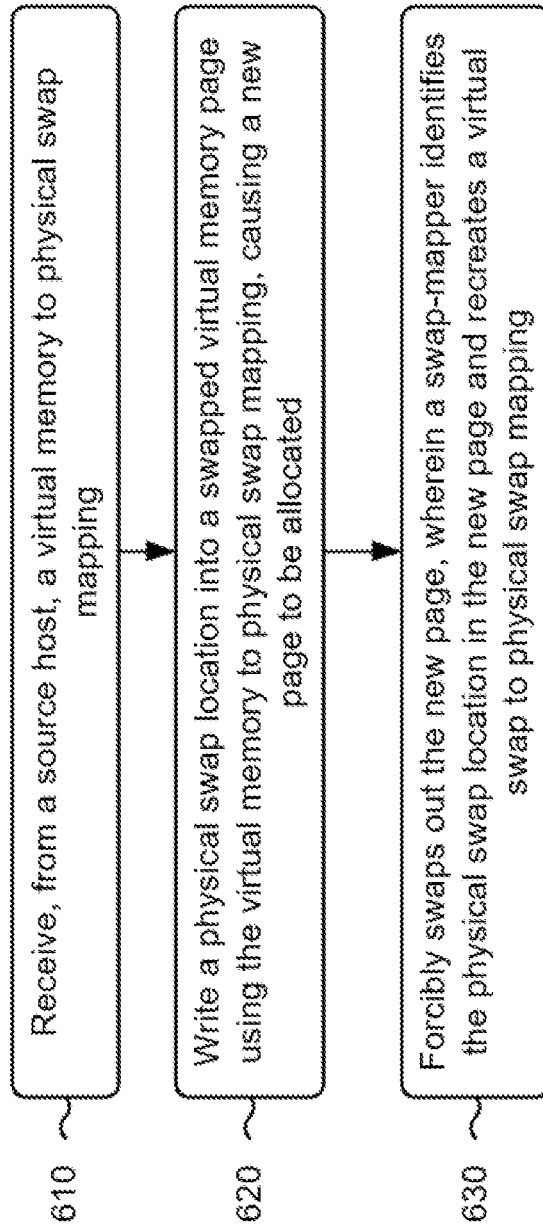 610
Receive, from a source host, a virtual memory to physical swap
mapping
620
Write a physical swap location into a swapped virtual memory page
using the virtual memory to physical swap mapping, causing a new
page to be allocated
630
Forcibly swaps out the new page, wherein a swap-mapper identifies
the physical swap location in the new page and recreates a virtual
swap to physical swap mapping